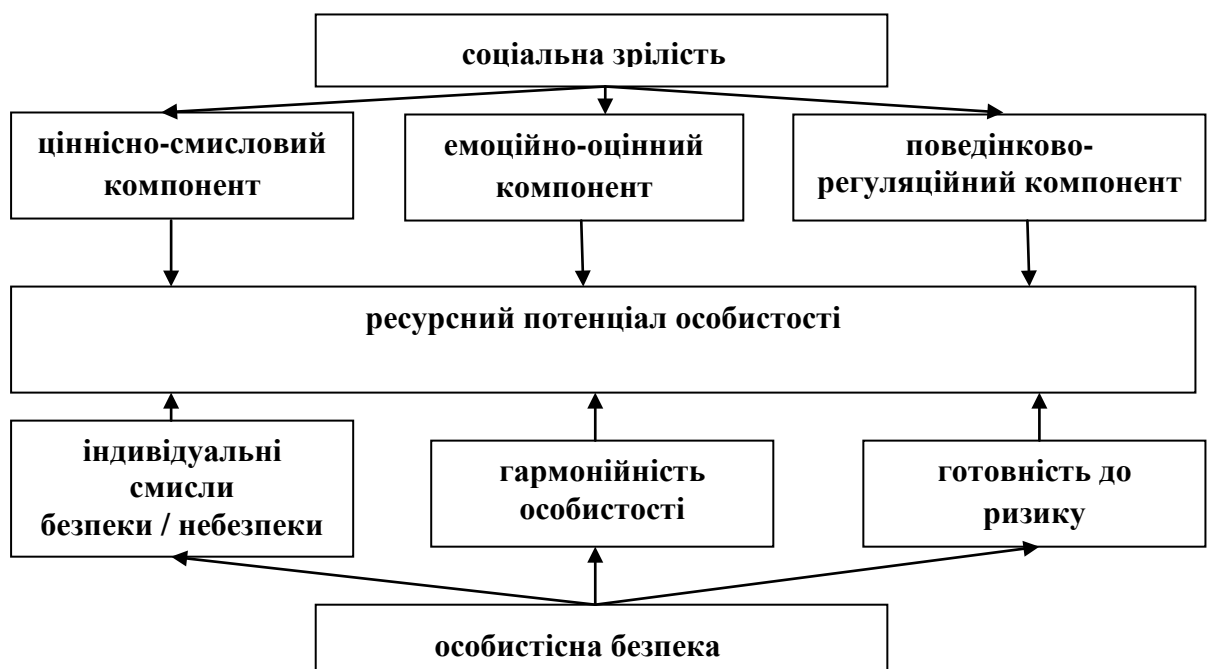 соціальна зрілість
ціннісно-смисловий
компонент
емоційно-оцінний
компонент
поведінково-
регуляційний компонент
ресурсний потенціал особистості
індивідуальні
смисли
безпеки / небезпеки
гармонійність
особистості
готовність до
ризику
особистісна безпека